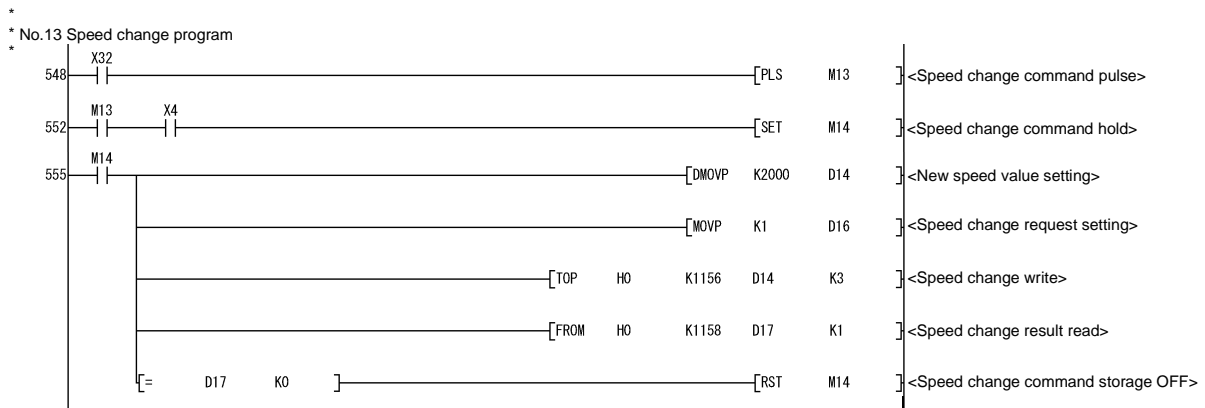 *
* No.13 Speed change program
*
X32
548 [PLS M13 ] <Speed change command pulse>
M13 X4
552 [SET M14 ] <Speed change command hold>
M14
555 [DMOVP K2000 D14 ] <New speed value setting>
[MOVP K1 D16 ] <Speed change request setting>
[TOP H0 K1156 D14 K3 ] <Speed change write>
[FROM H0 K1158 D17 K1 ] <Speed change result read>
[= D17 K0 ] [RST M14 ] <Speed change command storage OFF>